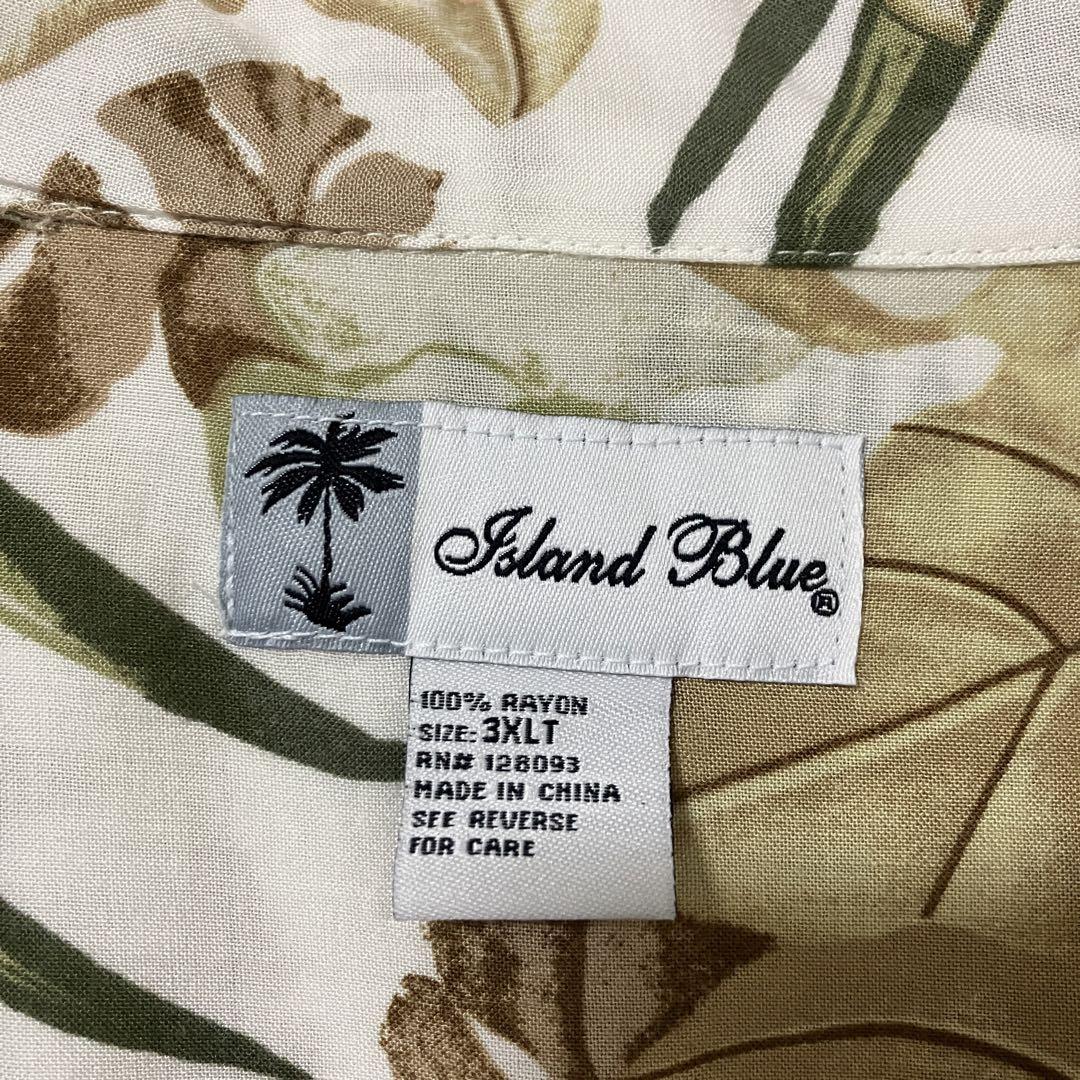 Island Blue®
100% RAYON
SIZE: 3XLT
RN# 128093
MADE IN CHINA
SEE REVERSE
FOR CARE